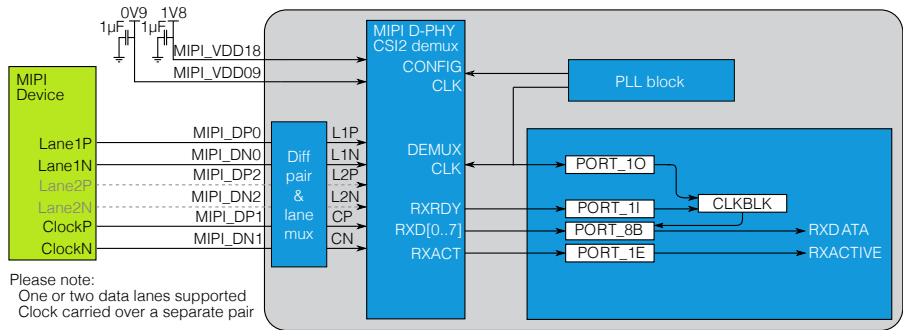 0V9 1V8
1µF 1µF
MIPI_VDD18
MIPI_VDD09
MIPI D-PHY
CSI2 demux
CONFIG
CLK
PLL block
MIPI
Device
Lane1P
Lane1N
Lane2P
Lane2N
ClockP
ClockN
MIPI_DP0
MIPI_DN0
MIPI_DP2
MIPI_DN2
MIPI_DP1
MIPI_DN1
Diff
pair
&
lane
mux
L1P
L1N
L2P
L2N
CP
CN
DEMUX
CLK
RXRDY
RXD[0..7]
RXACT
PORT_1O
PORT_1I
PORT_8B
PORT_1E
CLKBLK
RXDATA
RXACTIVE
Please note:
One or two data lanes supported
Clock carried over a separate pair